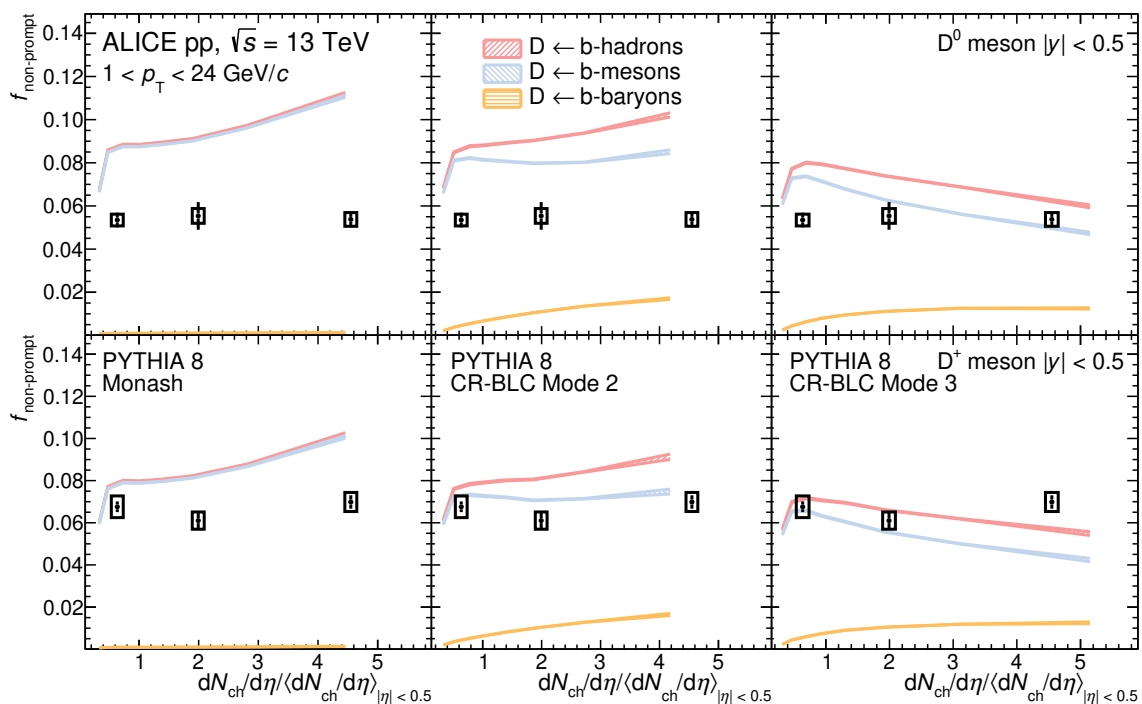 ALICE pp, √s = 13 TeV
1 < p_T < 24 GeV/c
D ← b-hadrons
D ← b-mesons
D ← b-baryons
D⁰ meson |y| < 0.5
f_non-prompt
0.14
0.12
0.10
0.08
0.06
0.04
0.02
PYTHIA 8
Monash
PYTHIA 8
CR-BLC Mode 2
PYTHIA 8
CR-BLC Mode 3
D⁺ meson |y| < 0.5
f_non-prompt
0.14
0.12
0.10
0.08
0.06
0.04
0.02
1 2 3 4 5
1 2 3 4 5
1 2 3 4 5
dN_ch/dη/⟨dN_ch/dη⟩_|η| < 0.5
dN_ch/dη/⟨dN_ch/dη⟩_|η| < 0.5
dN_ch/dη/⟨dN_ch/dη⟩_|η| < 0.5